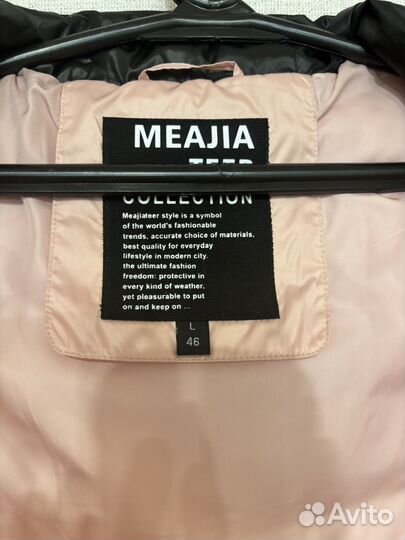 MEAJIA
TEER
COLLECTION
Meajiateer style is a symbol
of the world's fashionable
trends, accurate choice of materials,
best quality for everyday
lifestyle in modern city.
the ultimate fashion
freedom: protective in
every kind of weather,
yet pleasurable to put
on and keep on ...
L
46
Avito